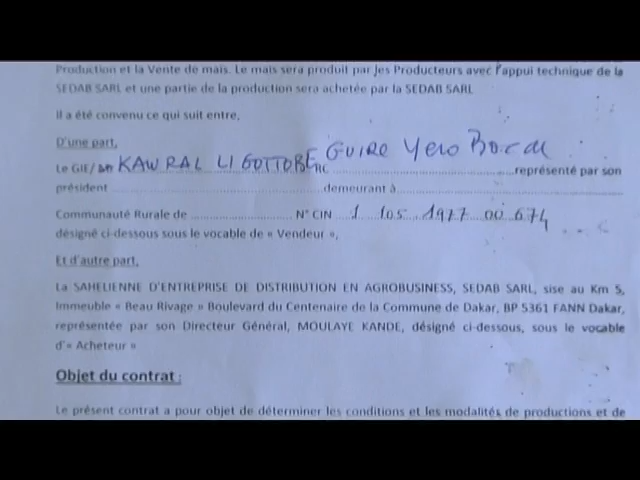 Production et la Vente de maïs. Le maïs sera produit par les Producteurs avec l'appui technique de la
SEDAB SARL et une partie de la production sera achetée par la SEDAB SARL
Il a été convenu ce qui suit entre,
D'une part,
Le GIE/ KAWRAL LI GOTTOBE GUIRO Yero Bocar représenté par son
président demeurant à
Communauté Rurale de N° CIN 1 105 1977 00 674
désigné ci-dessous sous le vocable de « Vendeur »,
Et d'autre part,
La SAHELIENNE D'ENTREPRISE DE DISTRIBUTION EN AGROBUSINESS, SEDAB SARL, sise au Km 5,
Immeuble « Beau Rivage » Boulevard du Centenaire de la Commune de Dakar, BP 5361 FANN Dakar,
représentée par son Directeur Général, MOULAYE KANDE, désigné ci-dessous, sous le vocable
d'« Acheteur »
Objet du contrat :
Le présent contrat a pour objet de déterminer les conditions et les modalités de productions et de